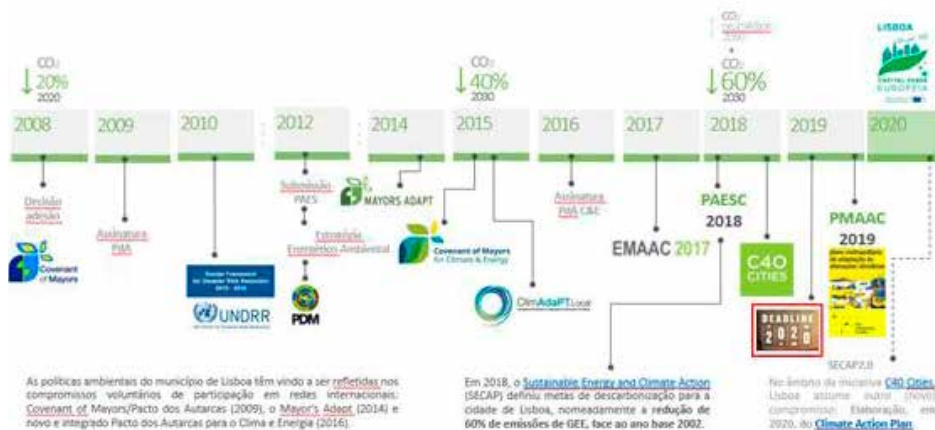 LISBOA
CAPITAL VERDE
EUROPEIA
CO₂
20%
2020
CO₂
40%
2030
CO₂
CO₂
60%
2030
2008
2009
2010
2012
2014
2015
2016
2017
2018
2019
2020
Decisão
adesão
Covenant
of Mayors
Assinatura
PdA
UNDRR
Submissão
PAES
Estratégia
Energético Ambiental
PDM
MAYORS ADAPT
Covenant of Mayors
for Climate & Energy
ClimAdaPT.Local
Assinatura
PdA C&E
EMAAC 2017
PAESC
2018
C40
CITIES
DEADLINE
2020
PMAAC
2019
SECAP2.0
As políticas ambientais do município de Lisboa têm vindo a ser refletidas nos
compromissos voluntários de participação em redes internacionais:
Covenant of Mayors/Pacto dos Autarcas (2009), o Mayor's Adapt (2014) e
novo e integrado Pacto dos Autarcas para o Clima e Energia (2016).
Em 2018, o Sustainable Energy and Climate Action
(SECAP) definiu metas de descarbonização para a
cidade de Lisboa, nomeadamente a redução de
60% de emissões de GEE, face ao ano base 2002.
No âmbito da iniciativa C40 Cities,
Lisboa assume outro (novo)
compromisso: Elaboração, em
2020, do Climate Action Plan